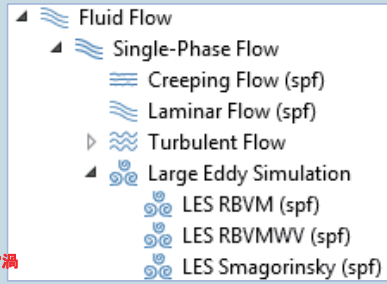 Fluid Flow
Single-Phase Flow
Creeping Flow (spf)
Laminar Flow (spf)
Turbulent Flow
Large Eddy Simulation
LES RBVM (spf)
LES RBVMWV (spf)
渦
LES Smagorinsky (spf)